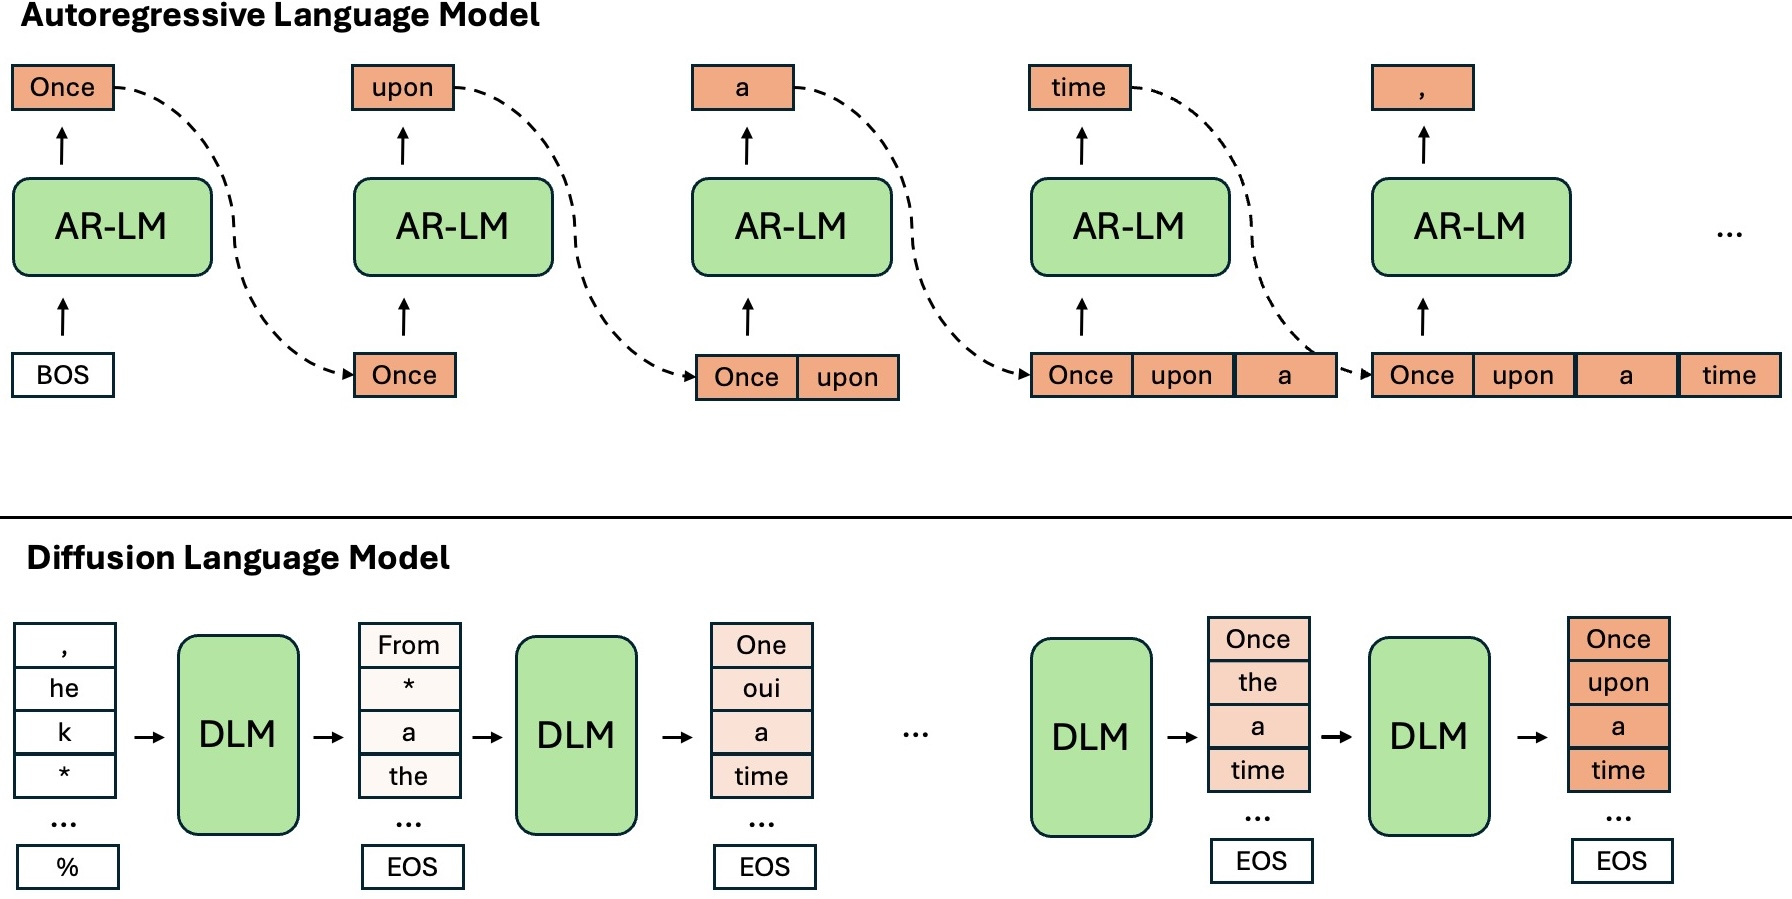 Autoregressive Language Model
Once upon a time ,
AR-LM AR-LM AR-LM AR-LM AR-LM ...
BOS Once Once upon Once upon a Once upon a time
Diffusion Language Model
, From One Once Once
he * oui the upon
k a a a a
* the time time time
DLM DLM ... DLM DLM
... ... ... ... ...
% EOS EOS EOS EOS